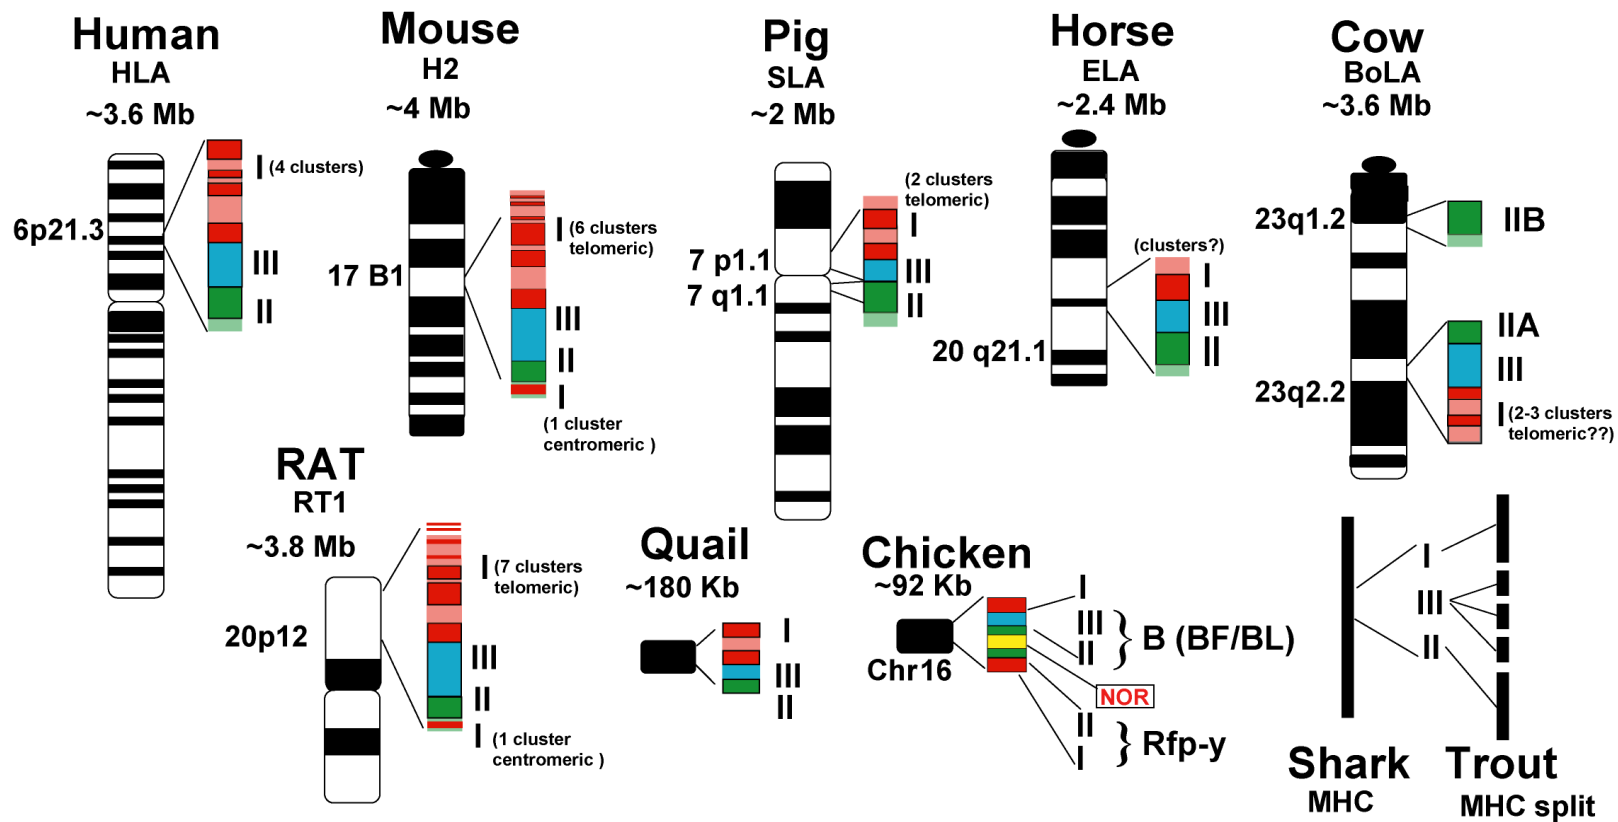 Human
HLA
~3.6 Mb
6p21.3
I (4 clusters)
III
II
Mouse
H2
~4 Mb
17 B1
I (6 clusters
telomeric)
III
II
I
(1 cluster
centromeric )
Pig
SLA
~2 Mb
7 p1.1
7 q1.1
(2 clusters
telomeric)
I
III
II
Horse
ELA
~2.4 Mb
20 q21.1
(clusters?)
I
III
II
Cow
BoLA
~3.6 Mb
23q1.2
IIB
23q2.2
IIA
III
I (2-3 clusters
telomeric??)
RAT
RT1
~3.8 Mb
20p12
I (7 clusters
telomeric)
III
II
I (1 cluster
centromeric )
Quail
~180 Kb
I
III
II
Chicken
~92 Kb
Chr16
I
III
II
} B (BF/BL)
NOR
II
I
} Rfp-y
I
III
II
Shark
MHC
Trout
MHC split